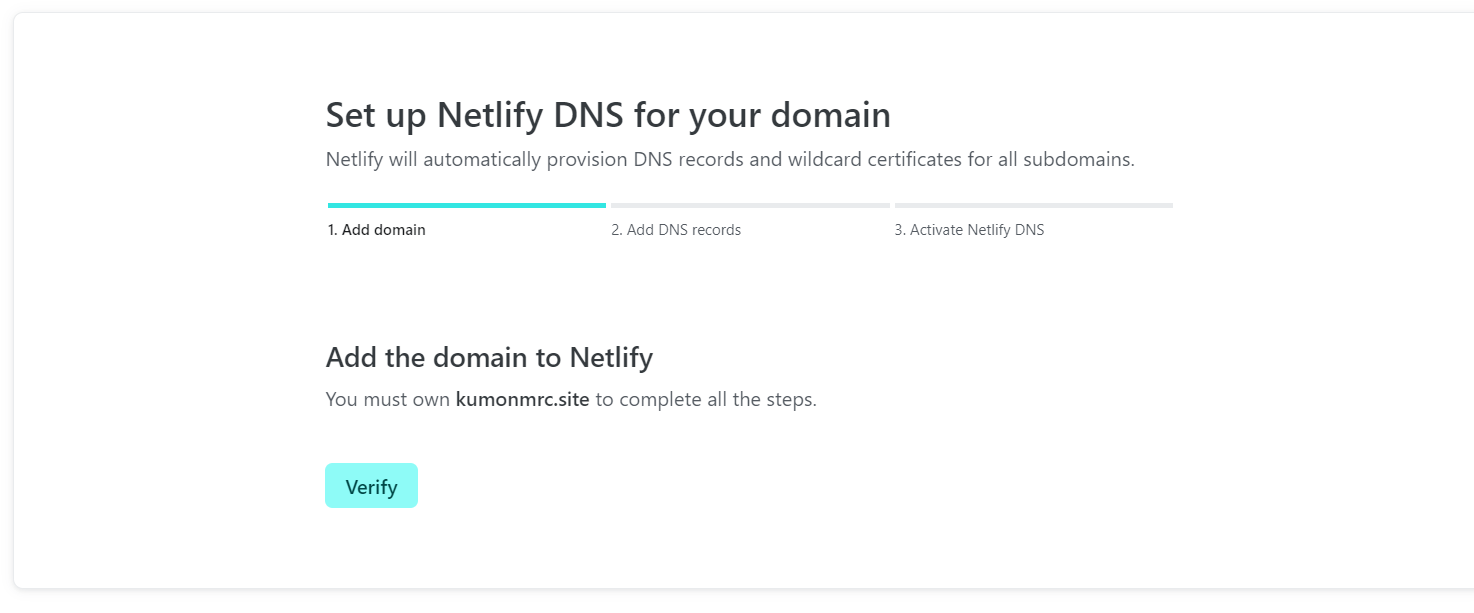 Set up Netlify DNS for your domain
Netlify will automatically provision DNS records and wildcard certificates for all subdomains.
1. Add domain
2. Add DNS records
3. Activate Netlify DNS
Add the domain to Netlify
You must own kumonmrc.site to complete all the steps.
Verify